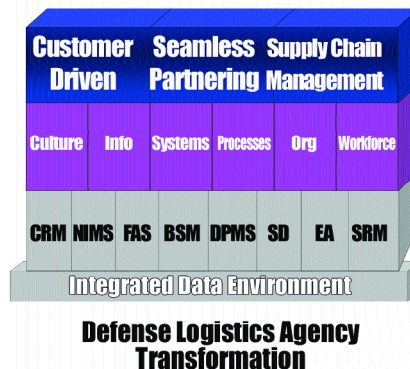 Customer Seamless Supply Chain
Driven Partnering Management
Culture Info Systems Processes Org Workforce
CRM NIMS FAS BSM DPMS SD EA SRM
Integrated Data Environment
Defense Logistics Agency
Transformation